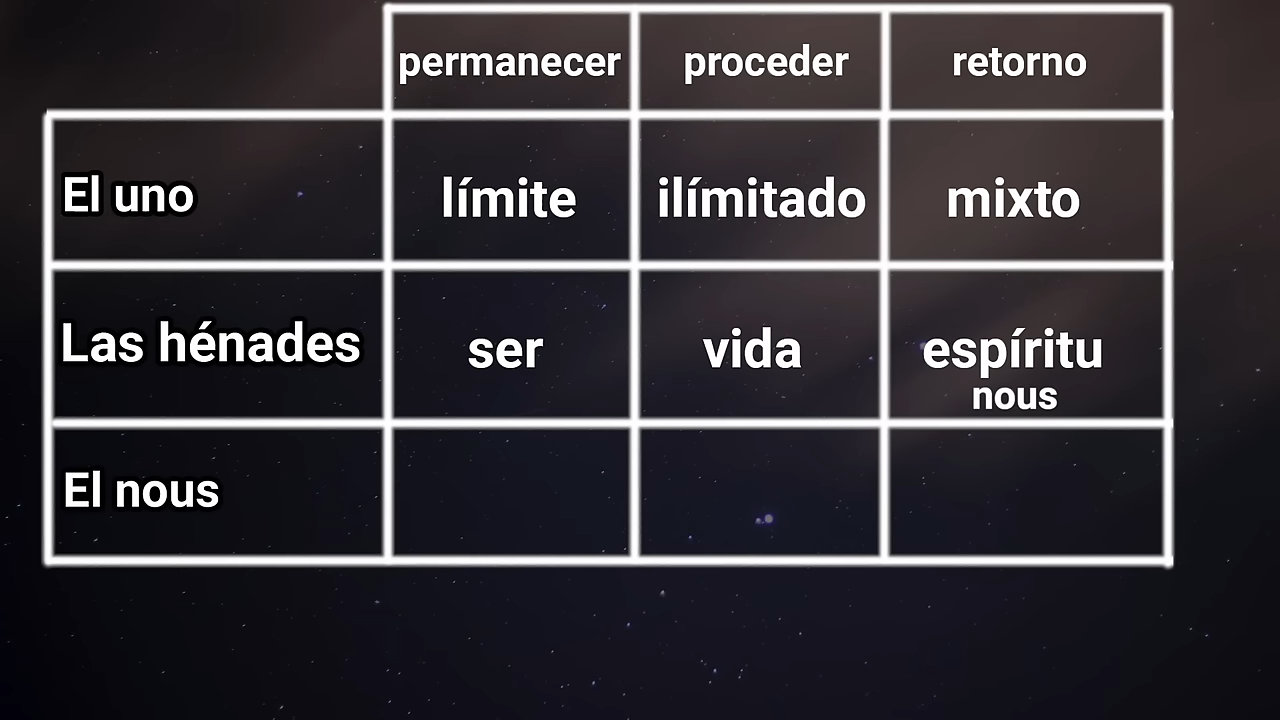 permanecer proceder retorno
El uno límite ilímitado mixto
Las hénades ser vida espíritu
nous
El nous